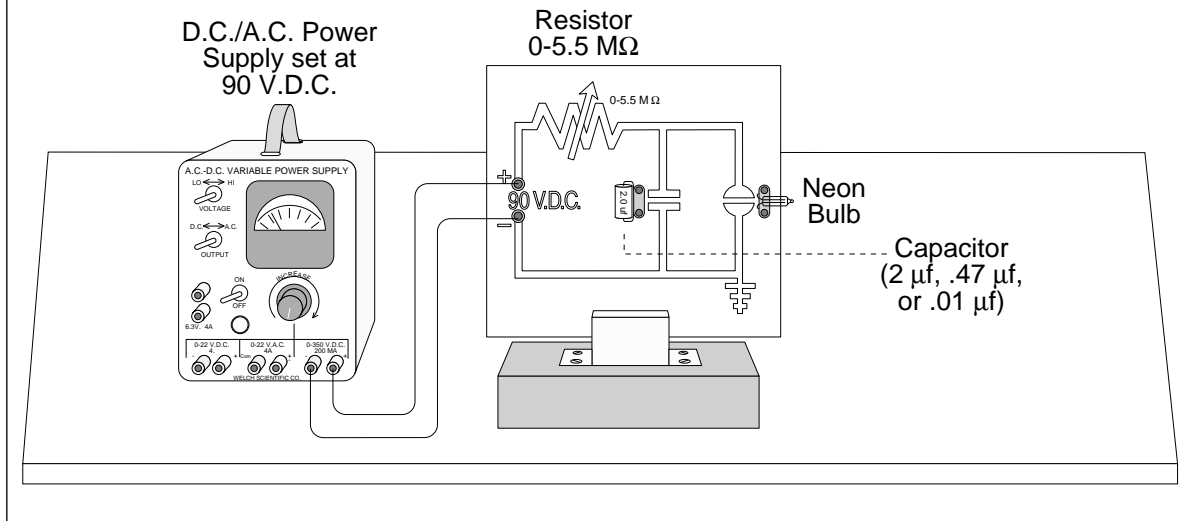 D.C./A.C. Power
Supply set at
90 V.D.C.
Resistor
0-5.5 MΩ
0-5.5 M Ω
A.C.-D.C. VARIABLE POWER SUPPLY
LO HI
VOLTAGE
D.C. A.C.
OUTPUT
ON
OFF
INCREASE
6.3V. 4A
0-22 V.D.C.
4.
- +
0-22 V.A.C.
4A
Com + -
0-350 V.D.C.
200 MA
- +
WELCH SCIENTIFIC CO.
+
90 V.D.C.
−
2.0 uf
Neon
Bulb
Capacitor
(2 µf, .47 µf,
or .01 µf)